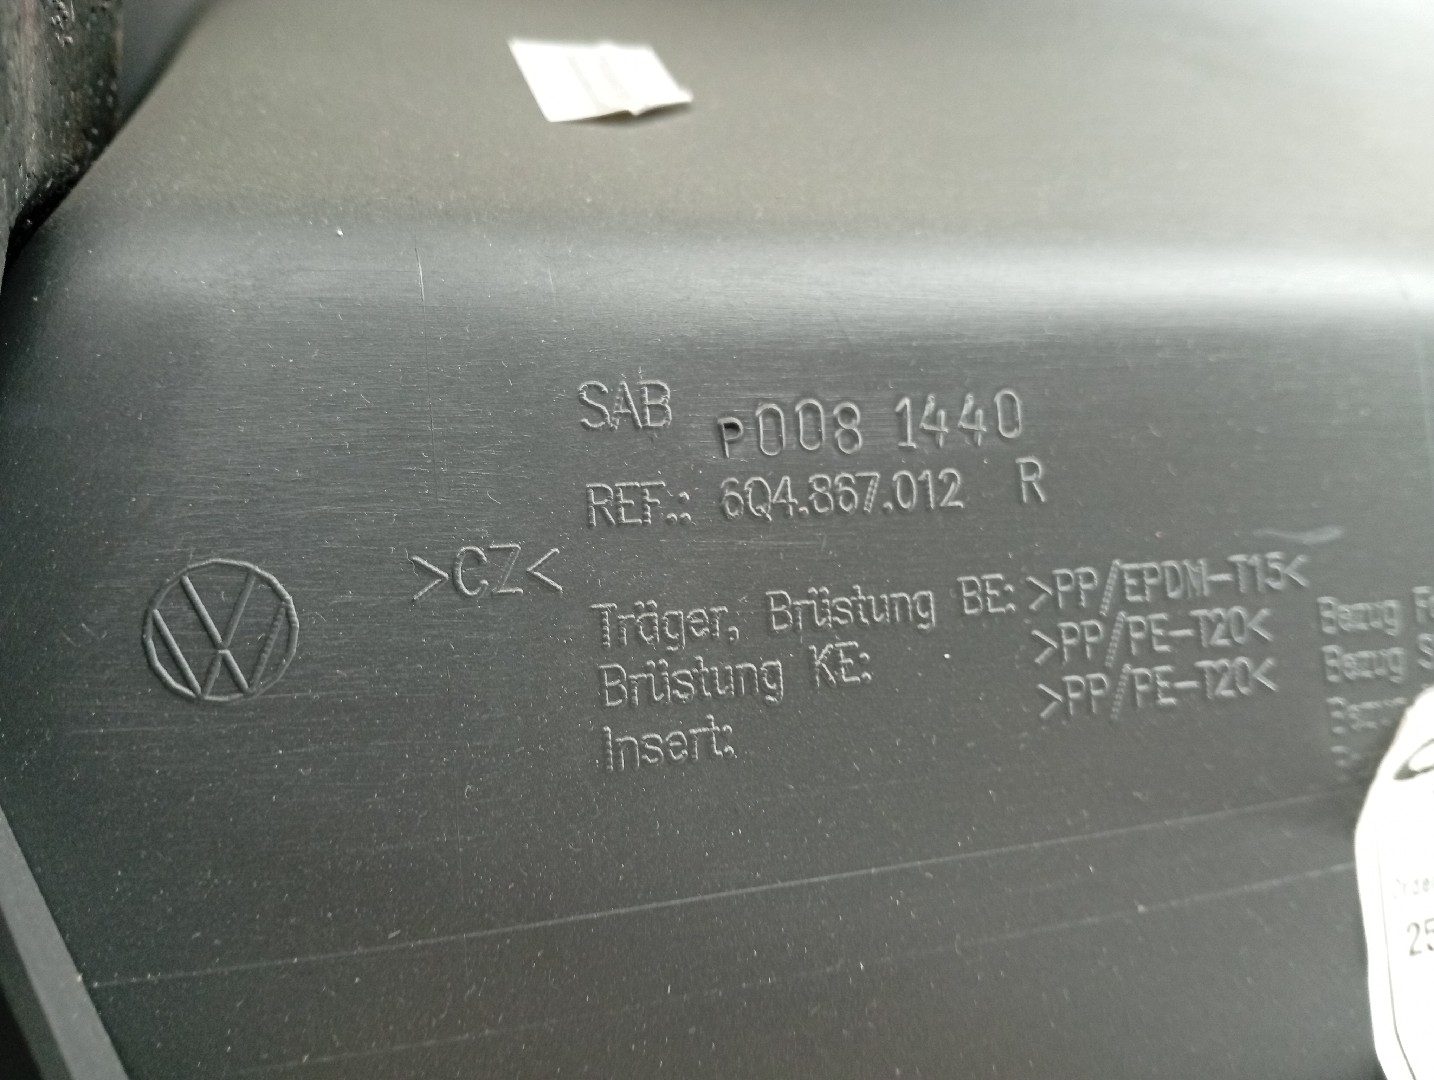 SAB P008 1440
REF.: 6Q4.867.012 R
>CZ<
Träger, Brüstung BE: >PP/EPDM-T15< Bezug
Brüstung KE: >PP/PE-T20< Bezug
Insert: >PP/PE-T20<
25